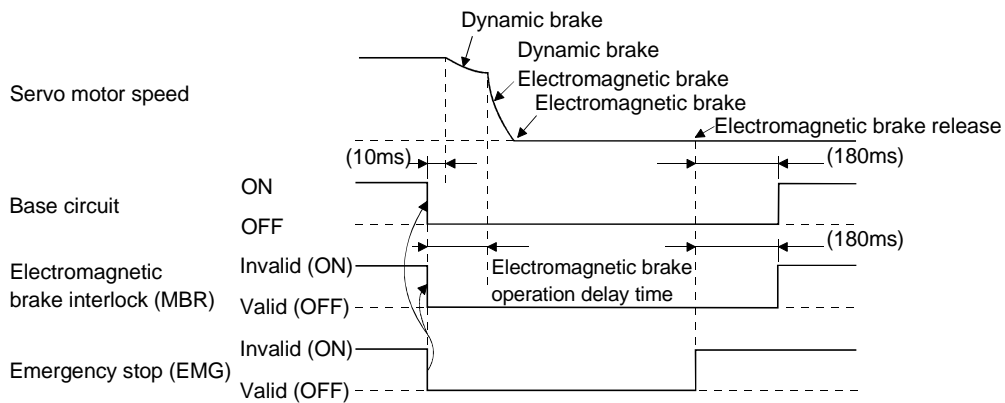 Dynamic brake
Dynamic brake
Electromagnetic brake
Electromagnetic brake
Servo motor speed
Electromagnetic brake release
(10ms)
(180ms)
ON
Base circuit
OFF
(180ms)
Electromagnetic
brake interlock (MBR)
Invalid (ON)
Electromagnetic brake
operation delay time
Valid (OFF)
Invalid (ON)
Emergency stop (EMG)
Valid (OFF)